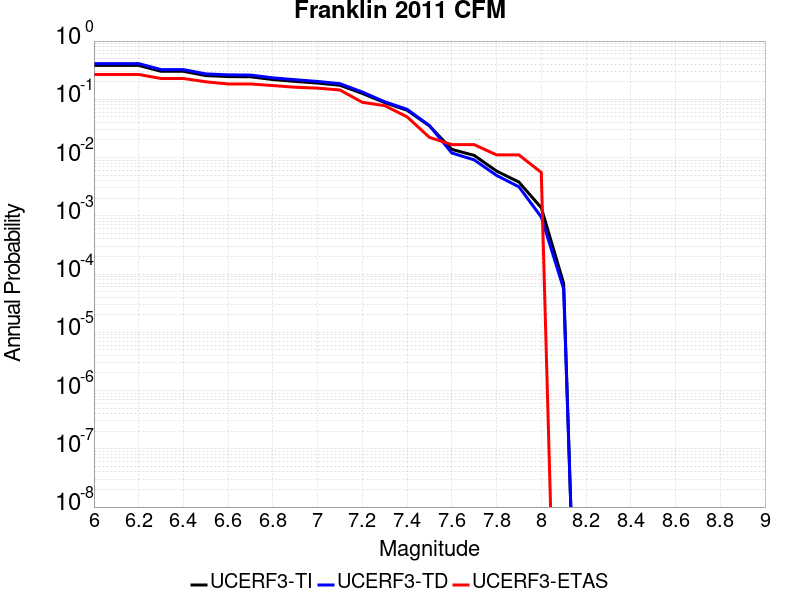 Franklin 2011 CFM
Annual Probability
10^0
10^-1
10^-2
10^-3
10^-4
10^-5
10^-6
10^-7
10^-8
6 6.2 6.4 6.6 6.8 7 7.2 7.4 7.6 7.8 8 8.2 8.4 8.6 8.8 9
Magnitude
UCERF3-TI UCERF3-TD UCERF3-ETAS